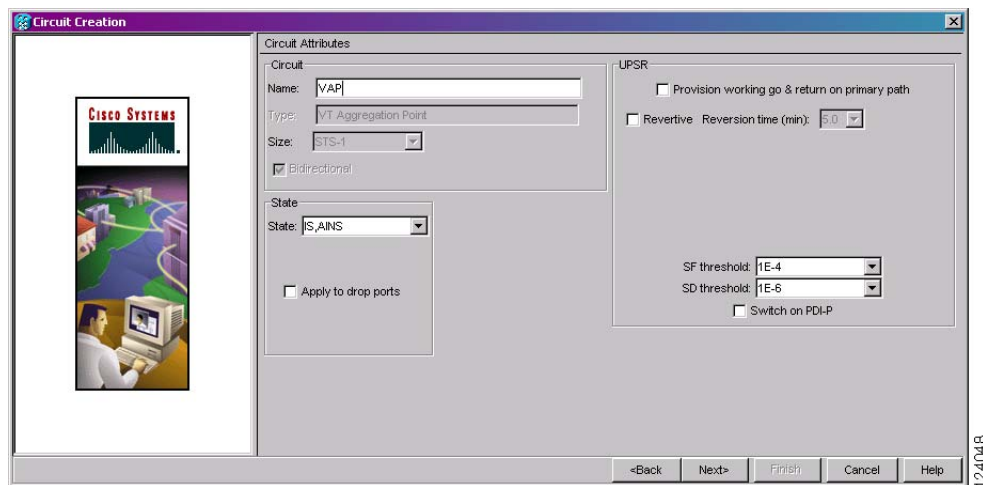 Circuit Creation
CISCO SYSTEMS
Circuit Attributes
Circuit
Name: VAP
Type: VT Aggregation Point
Size: STS-1
Bidirectional
State
State: IS,AINS
Apply to drop ports
UPSR
Provision working go & return on primary path
Revertive Reversion time (min): 5.0
SF threshold: 1E-4
SD threshold: 1E-6
Switch on PDI-P
<Back Next> Finish Cancel Help
124048